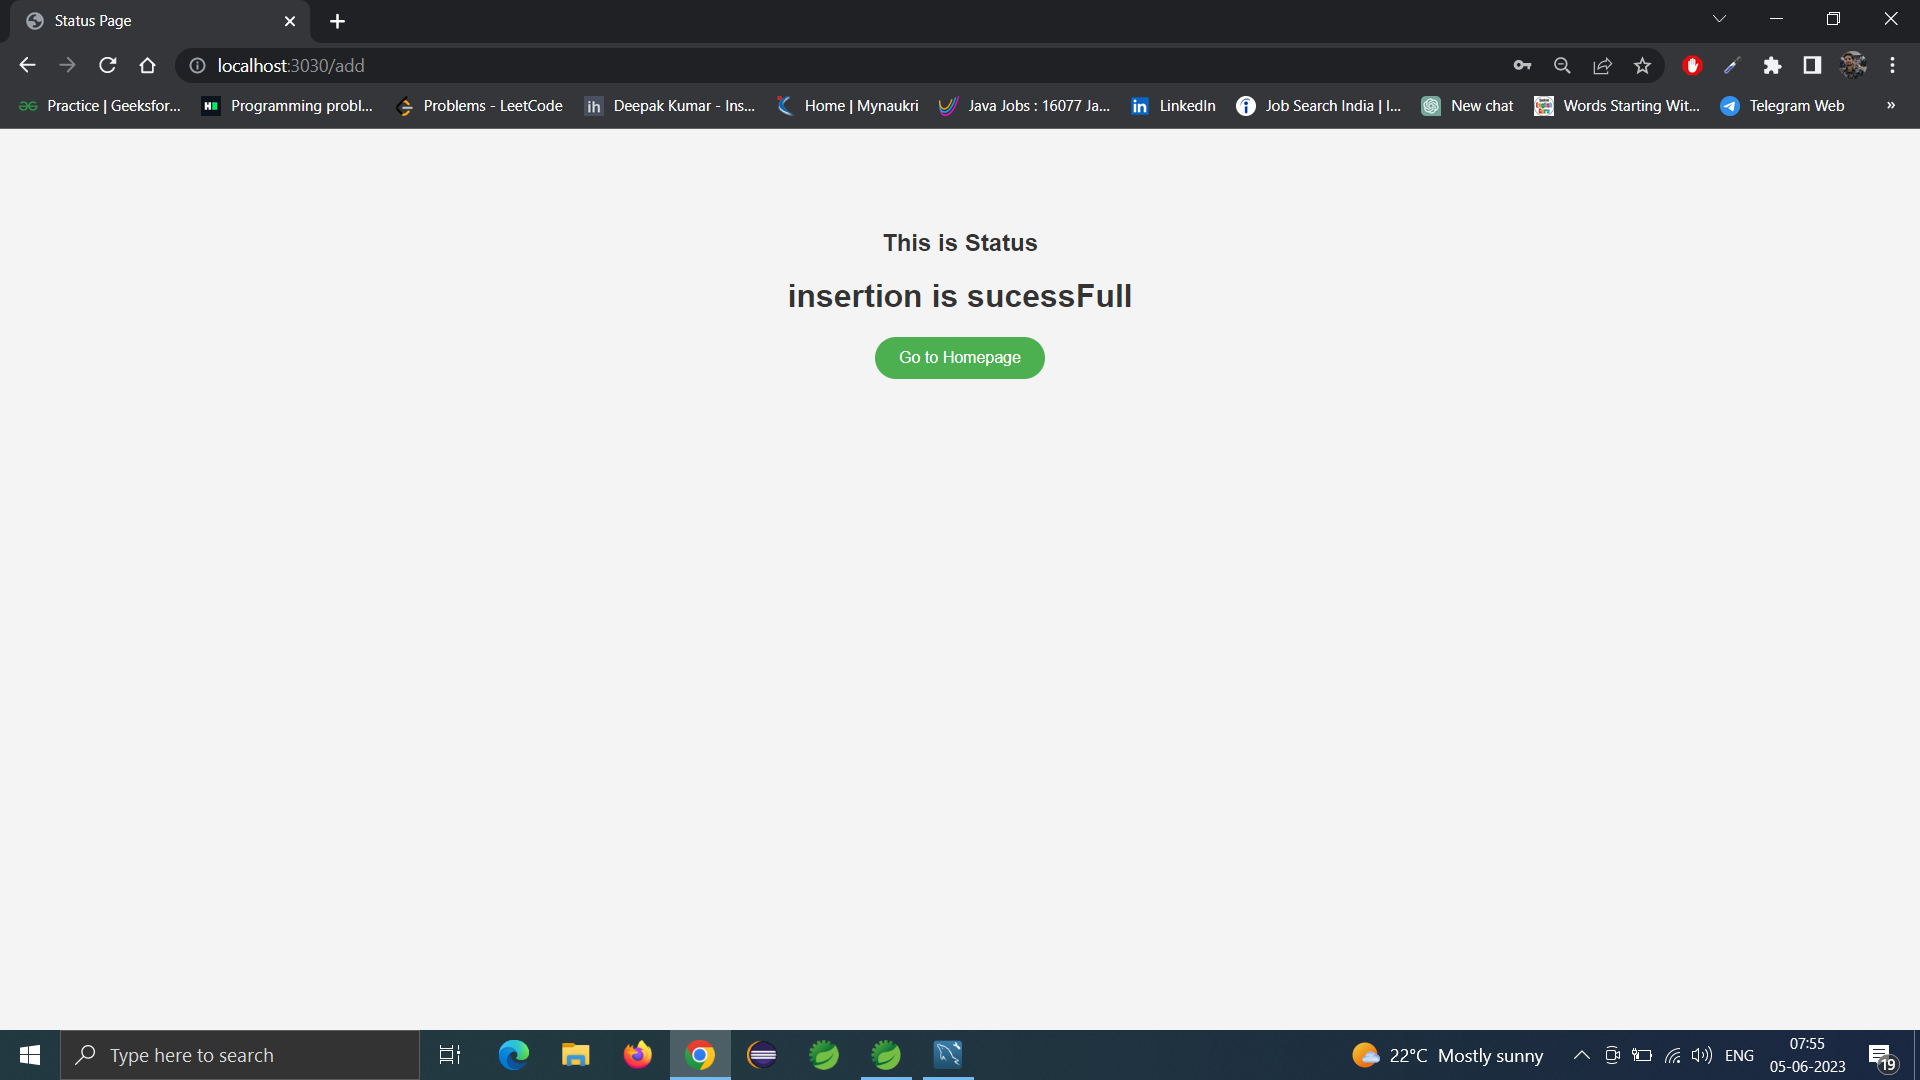 Status Page
localhost:3030/add
Practice | Geeksfor... Programming probl... Problems - LeetCode ih Deepak Kumar - Ins... Home | Mynaukri Java Jobs : 16077 Ja... in LinkedIn Job Search India | I... New chat Words Starting Wit... Telegram Web »
This is Status
insertion is sucessFull
Go to Homepage
Type here to search
22°C Mostly sunny
ENG
07:55
05-06-2023
19